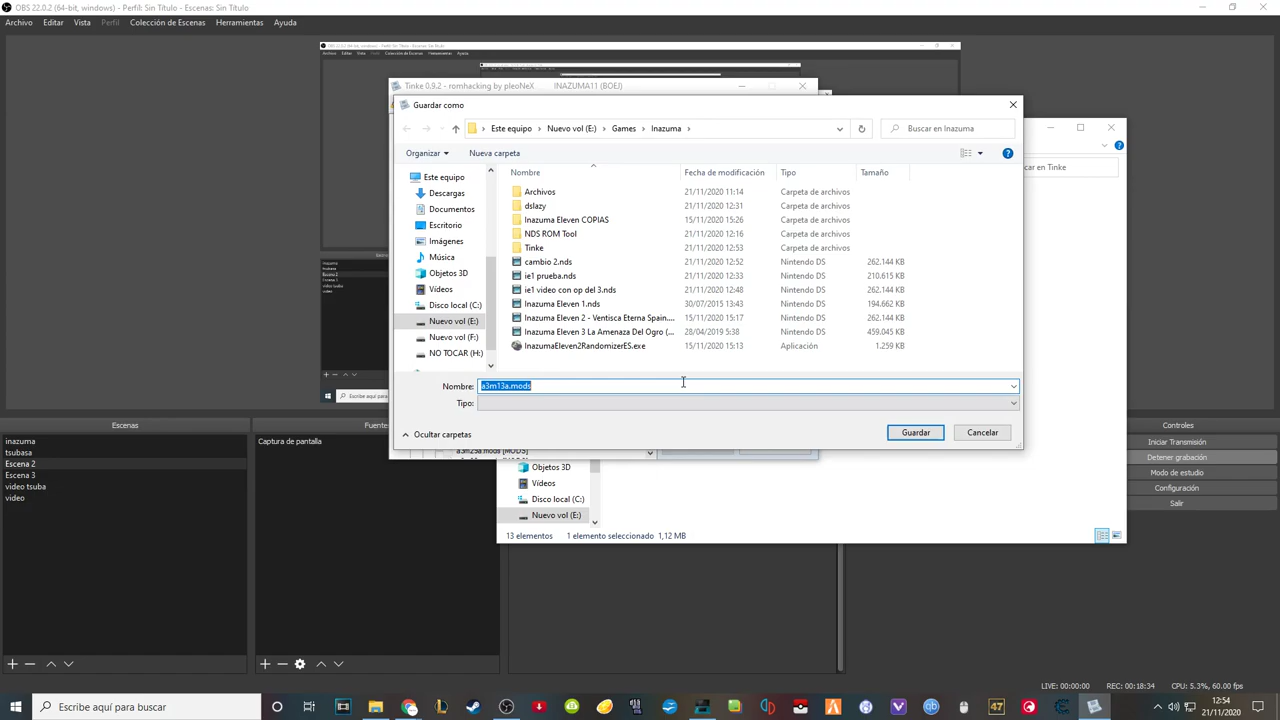 OBS 22.0.2 (64-bit, windows) - Perfil: Sin Título - Escenas: Sin Título
Archivo Editar Vista Perfil Colección de Escenas Herramientas Ayuda
Tinke 0.9.2 - romhacking by pleoNeX INAZUMA11 (BOEJ)
Guardar como
Este equipo > Nuevo vol (E:) > Games > Inazuma >
Buscar en Inazuma
Organizar
Nueva carpeta
car en Tinke
Nombre Fecha de modificación Tipo Tamaño
Este equipo
Descargas
Documentos
Escritorio
Imágenes
Música
Objetos 3D
Vídeos
Disco local (C:)
Nuevo vol (E:)
Nuevo vol (F:)
NO TOCAR (H:)
Archivos 21/11/2020 11:14 Carpeta de archivos
dslazy 21/11/2020 12:31 Carpeta de archivos
Inazuma Eleven COPIAS 15/11/2020 15:26 Carpeta de archivos
NDS ROM Tool 21/11/2020 12:16 Carpeta de archivos
Tinke 21/11/2020 12:53 Carpeta de archivos
cambio 2.nds 21/11/2020 12:52 Nintendo DS 262.144 KB
ie1 prueba.nds 21/11/2020 12:33 Nintendo DS 210.615 KB
ie1 video con op del 3.nds 21/11/2020 12:48 Nintendo DS 262.144 KB
Inazuma Eleven 1.nds 30/07/2015 13:43 Nintendo DS 194.662 KB
Inazuma Eleven 2 - Ventisca Eterna Spain.... 15/11/2020 15:17 Nintendo DS 262.144 KB
Inazuma Eleven 3 La Amenaza Del Ogro (... 28/04/2019 5:38 Nintendo DS 459.045 KB
InazumaEleven2RandomizerES.exe 15/11/2020 15:13 Aplicación 1.259 KB
Nombre: a3m13a.mods
Tipo:
Ocultar carpetas
Guardar
Cancelar
a3m29a.mods [MODS]
Objetos 3D
Vídeos
Disco local (C:)
Nuevo vol (E:)
13 elementos 1 elemento seleccionado 1,12 MB
Escenas
inazuma
tsubasa
Escena 2
Escena 3
video tsuba
video
Fuente
Captura de pantalla
Controles
Iniciar Transmisión
Detener grabación
Modo de estudio
Configuración
Salir
LIVE: 00:00:00 REC: 00:18:34 CPU: 5.3%, 60.00 fps
Escribe aquí para buscar
47
12:54
21/11/2020